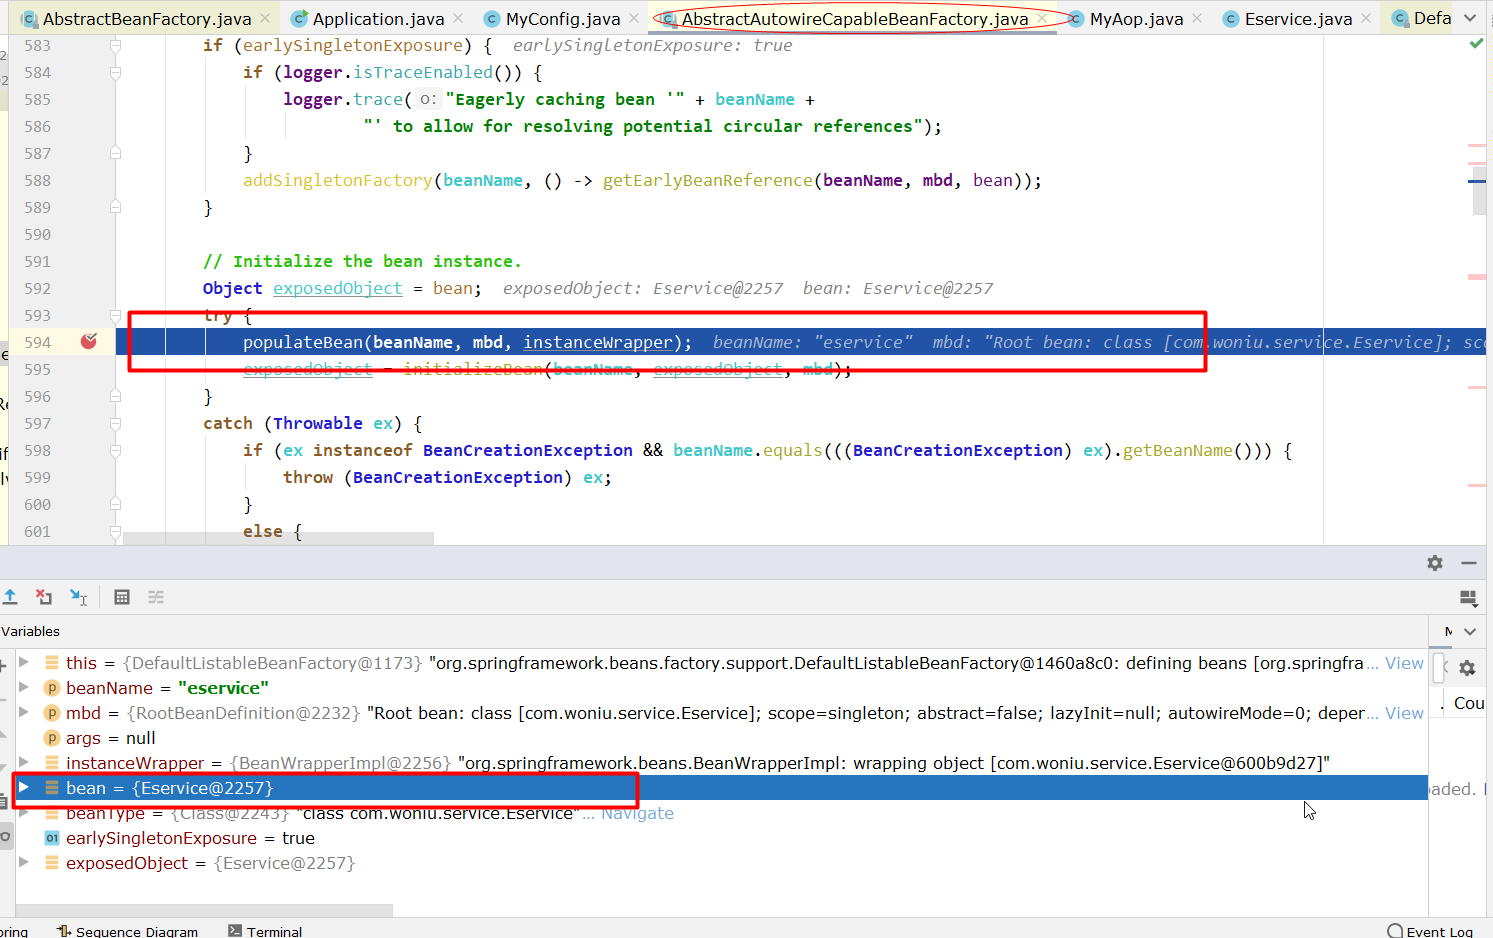 AbstractBeanFactory.java Application.java MyConfig.java AbstractAutowireCapableBeanFactory.java MyAop.java Eservice.java Defa
583 if (earlySingletonExposure) { earlySingletonExposure: true
584 if (logger.isTraceEnabled()) {
585 logger.trace( o: "Eagerly caching bean '" + beanName +
586 "' to allow for resolving potential circular references");
587 }
588 addSingletonFactory(beanName, () -> getEarlyBeanReference(beanName, mbd, bean));
589 }
590
591 // Initialize the bean instance.
592 Object exposedObject = bean; exposedObject: Eservice@2257 bean: Eservice@2257
593 try {
594 populateBean(beanName, mbd, instanceWrapper); beanName: "eservice" mbd: "Root bean: class [com.woniu.service.Eservice]; sco
595 exposedObject = initializeBean(beanName, exposedObject, mbd);
596 }
597 catch (Throwable ex) {
598 if (ex instanceof BeanCreationException && beanName.equals(((BeanCreationException) ex).getBeanName())) {
599 throw (BeanCreationException) ex;
600 }
601 else {
Variables
this = {DefaultListableBeanFactory@1173} "org.springframework.beans.factory.support.DefaultListableBeanFactory@1460a8c0: defining beans [org.springfra... View
beanName = "eservice"
mbd = {RootBeanDefinition@2232} "Root bean: class [com.woniu.service.Eservice]; scope=singleton; abstract=false; lazyInit=null; autowireMode=0; deper... View
Cou
args = null
instanceWrapper = {BeanWrapperImpl@2256} "org.springframework.beans.BeanWrapperImpl: wrapping object [com.woniu.service.Eservice@600b9d27]"
bean = {Eservice@2257}
oaded.
beanType = {Class@2243} "class com.woniu.service.Eservice"... Navigate
01 earlySingletonExposure = true
exposedObject = {Eservice@2257}
oring Sequence Diagram Terminal Event Log